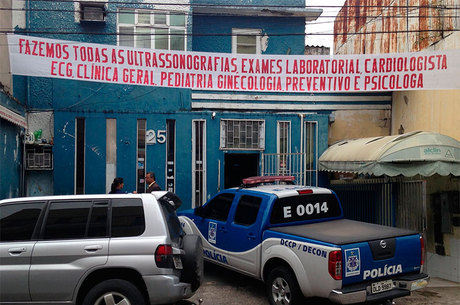 FAZEMOS TODAS AS ULTRASSONOGRAFIAS, EXAMES LABORATORIAL, CARDIOLOGISTA
ECG, CLÍNICA GERAL, PEDIATRIA GINECOLOGIA PREVENTIVO E PSICOLOGA
25
E 0014
POLÍCIA
DCCP / DECON
POLÍCIA